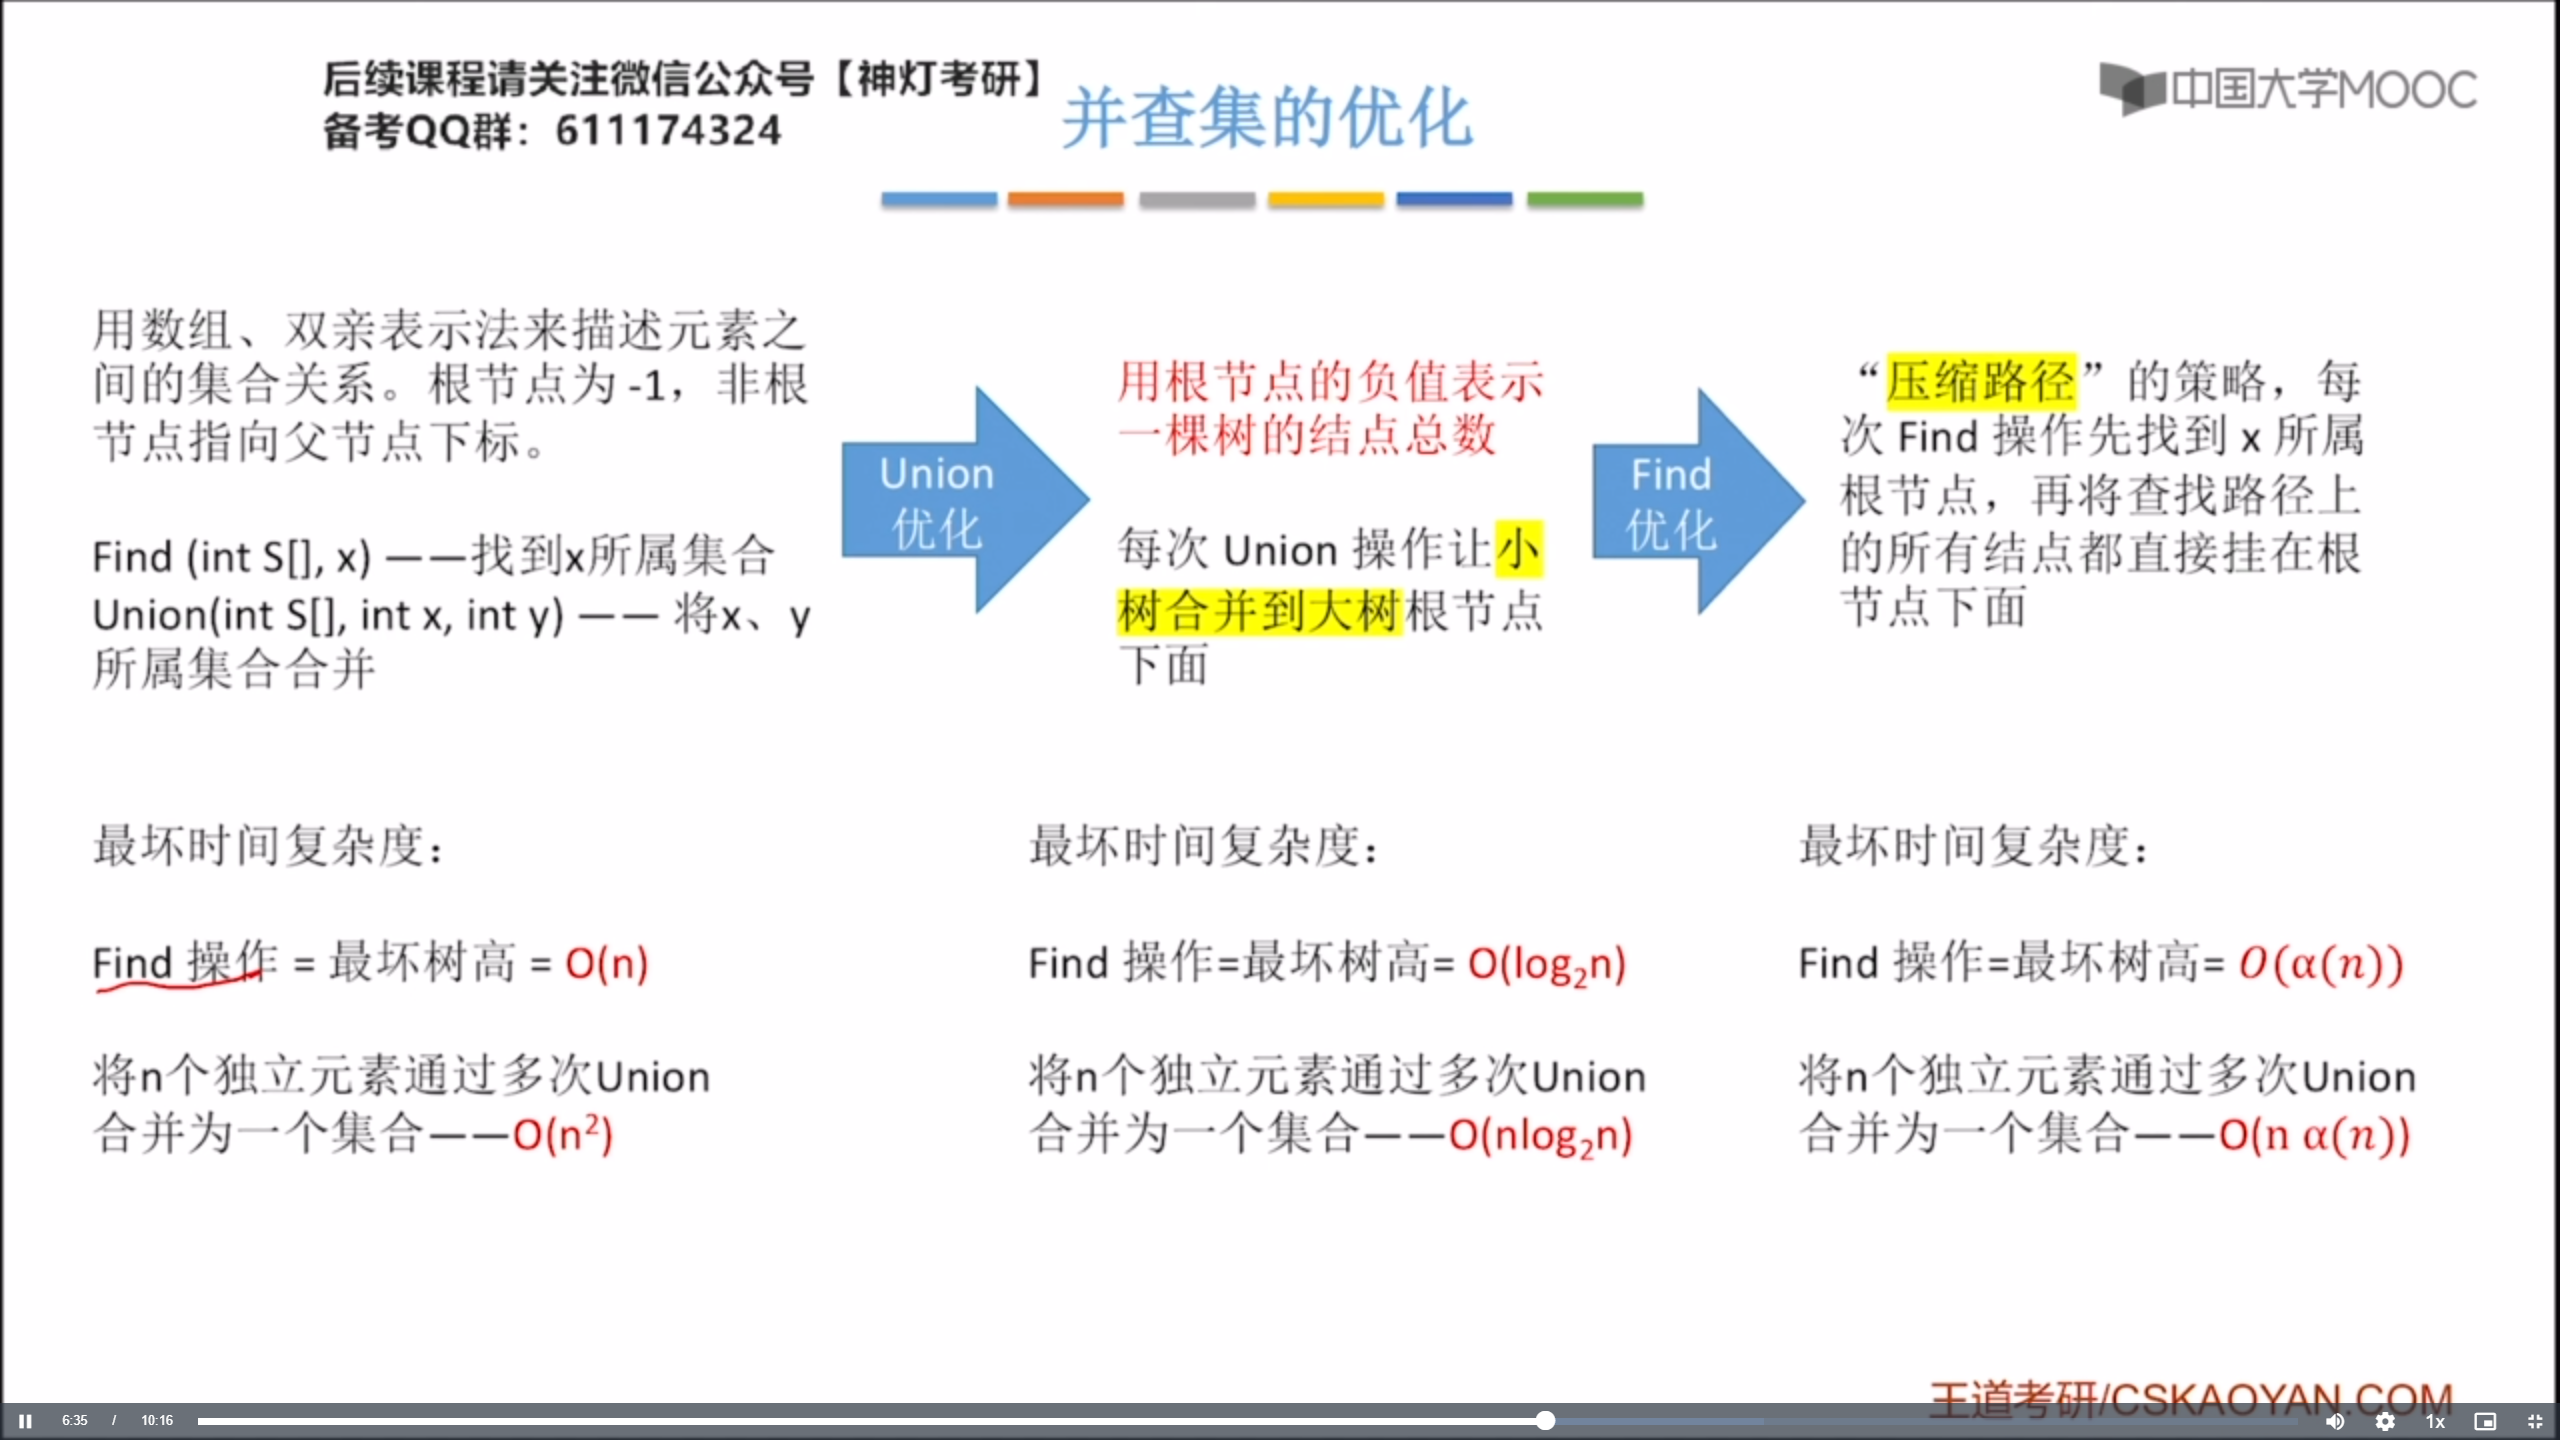 后续课程请关注微信公众号【神灯考研】
备考QQ群：611174324
并查集的优化
中国大学MOOC
用数组、双亲表示法来描述元素之
间的集合关系。根节点为 -1，非根
节点指向父节点下标。
Find (int S[], x) ——找到x所属集合
Union(int S[], int x, int y) —— 将x、y
所属集合合并
Union
优化
用根节点的负值表示
一棵树的结点总数
每次 Union 操作让小
树合并到大树根节点
下面
Find
优化
“压缩路径”的策略，每
次 Find 操作先找到 x 所属
根节点，再将查找路径上
的所有结点都直接挂在根
节点下面
最坏时间复杂度：
Find 操作 = 最坏树高 = O(n)
将n个独立元素通过多次Union
合并为一个集合——O(n²)
最坏时间复杂度：
Find 操作=最坏树高= O(log₂n)
将n个独立元素通过多次Union
合并为一个集合——O(nlog₂n)
最坏时间复杂度：
Find 操作=最坏树高= O(α(n))
将n个独立元素通过多次Union
合并为一个集合——O(n α(n))
王道考研/CSKAOYAN.COM
6:35 / 10:16
1x